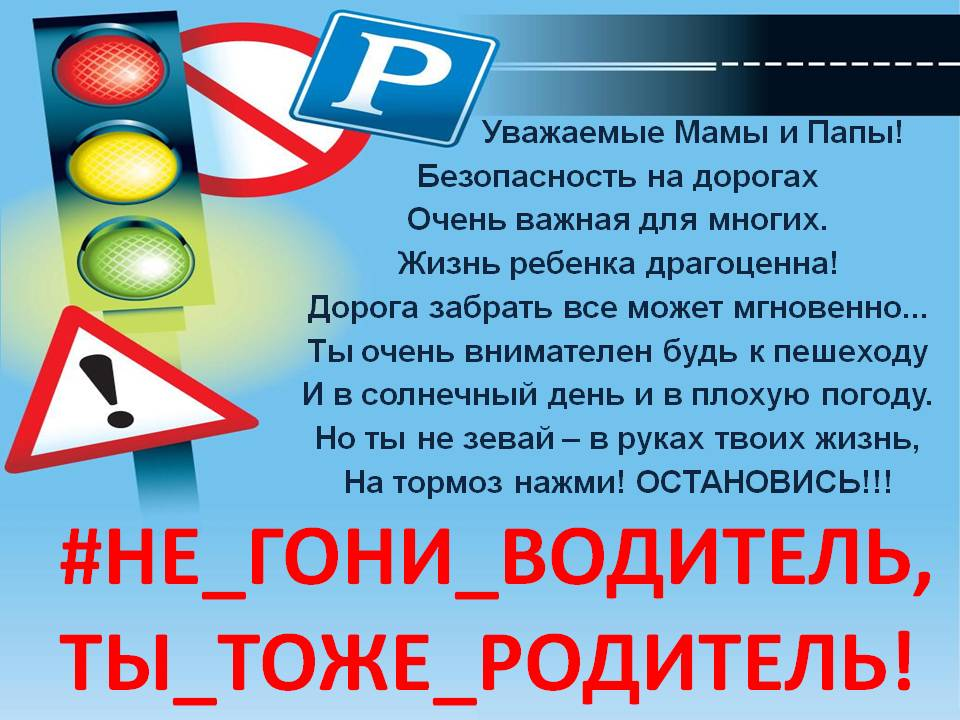 P
Уважаемые Мамы и Папы!
Безопасность на дорогах
Очень важная для многих.
Жизнь ребенка драгоценна!
Дорога забрать все может мгновенно...
Ты очень внимателен будь к пешеходу
И в солнечный день и в плохую погоду.
Но ты не зевай – в руках твоих жизнь,
На тормоз нажми! ОСТАНОВИСЬ!!!
#НЕ_ГОНИ_ВОДИТЕЛЬ,
ТЫ_ТОЖЕ_РОДИТЕЛЬ!